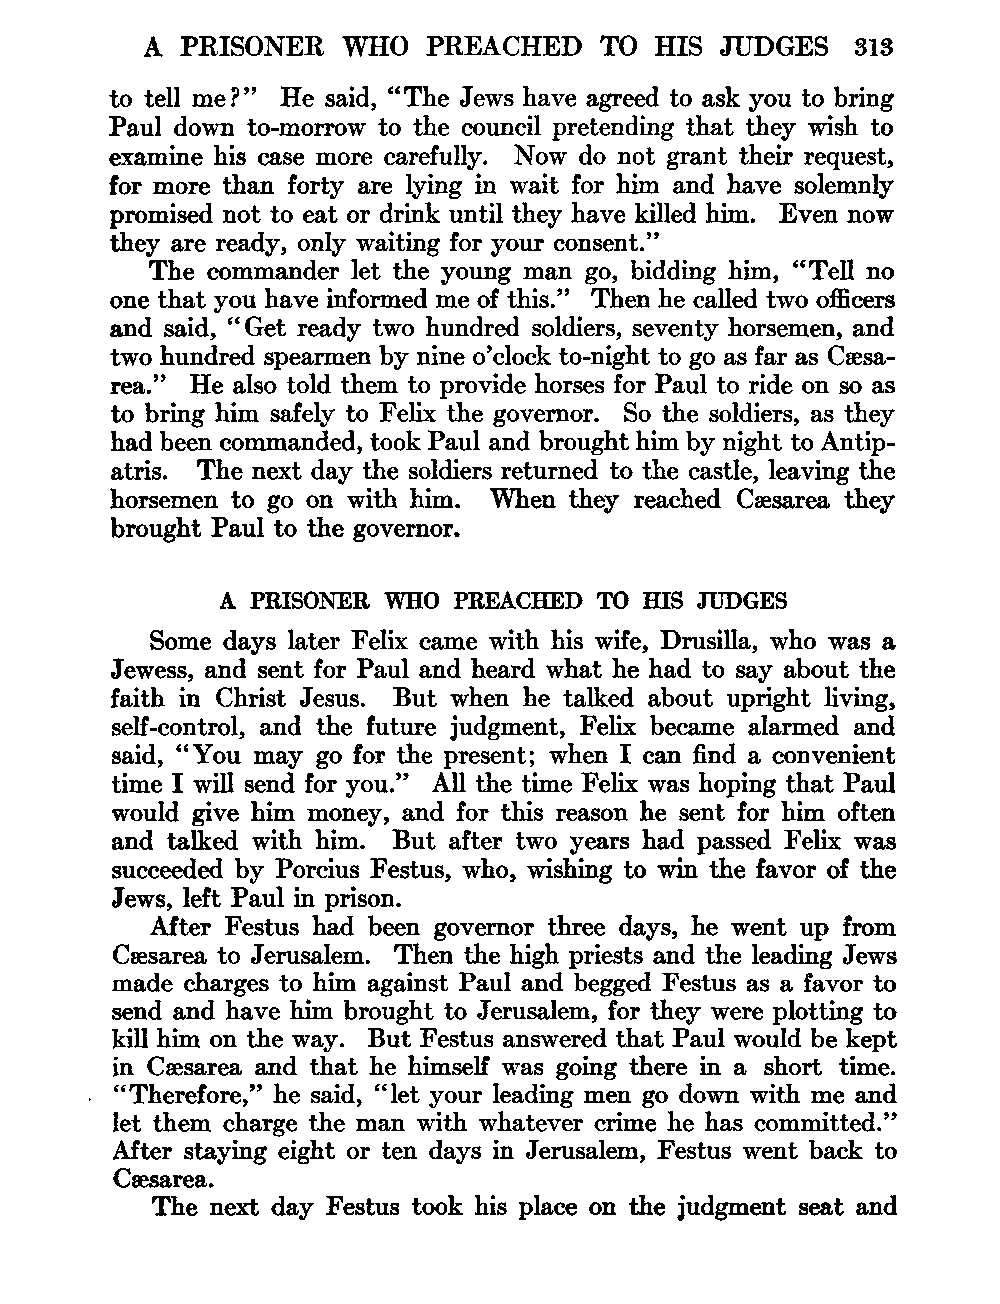 A PRISONER WHO PREACHED TO HIS JUDGES 313
to tell me?” He said, “The Jews have agreed to ask you to bring
Paul down to-morrow to the council pretending that they wish to
examine his case more carefully. Now do not grant their request,
for more than forty are lying in wait for him and have solemnly
promised not to eat or drink until they have killed him. Even now
they are ready, only waiting for your consent.”
The commander let the young man go, bidding him, “Tell no
one that you have informed me of this.” Then he called two officers
and said, “Get ready two hundred soldiers, seventy horsemen, and
two hundred spearmen by nine o’clock to-night to go as far as Cæsa-
rea.” He also told them to provide horses for Paul to ride on so as
to bring him safely to Felix the governor. So the soldiers, as they
had been commanded, took Paul and brought him by night to Antip-
atris. The next day the soldiers returned to the castle, leaving the
horsemen to go on with him. When they reached Cæsarea they
brought Paul to the governor.
A PRISONER WHO PREACHED TO HIS JUDGES
Some days later Felix came with his wife, Drusilla, who was a
Jewess, and sent for Paul and heard what he had to say about the
faith in Christ Jesus. But when he talked about upright living,
self-control, and the future judgment, Felix became alarmed and
said, “You may go for the present; when I can find a convenient
time I will send for you.” All the time Felix was hoping that Paul
would give him money, and for this reason he sent for him often
and talked with him. But after two years had passed Felix was
succeeded by Porcius Festus, who, wishing to win the favor of the
Jews, left Paul in prison.
After Festus had been governor three days, he went up from
Cæsarea to Jerusalem. Then the high priests and the leading Jews
made charges to him against Paul and begged Festus as a favor to
send and have him brought to Jerusalem, for they were plotting to
kill him on the way. But Festus answered that Paul would be kept
in Cæsarea and that he himself was going there in a short time.
“Therefore,” he said, “let your leading men go down with me and
let them charge the man with whatever crime he has committed.”
After staying eight or ten days in Jerusalem, Festus went back to
Cæsarea.
The next day Festus took his place on the judgment seat and